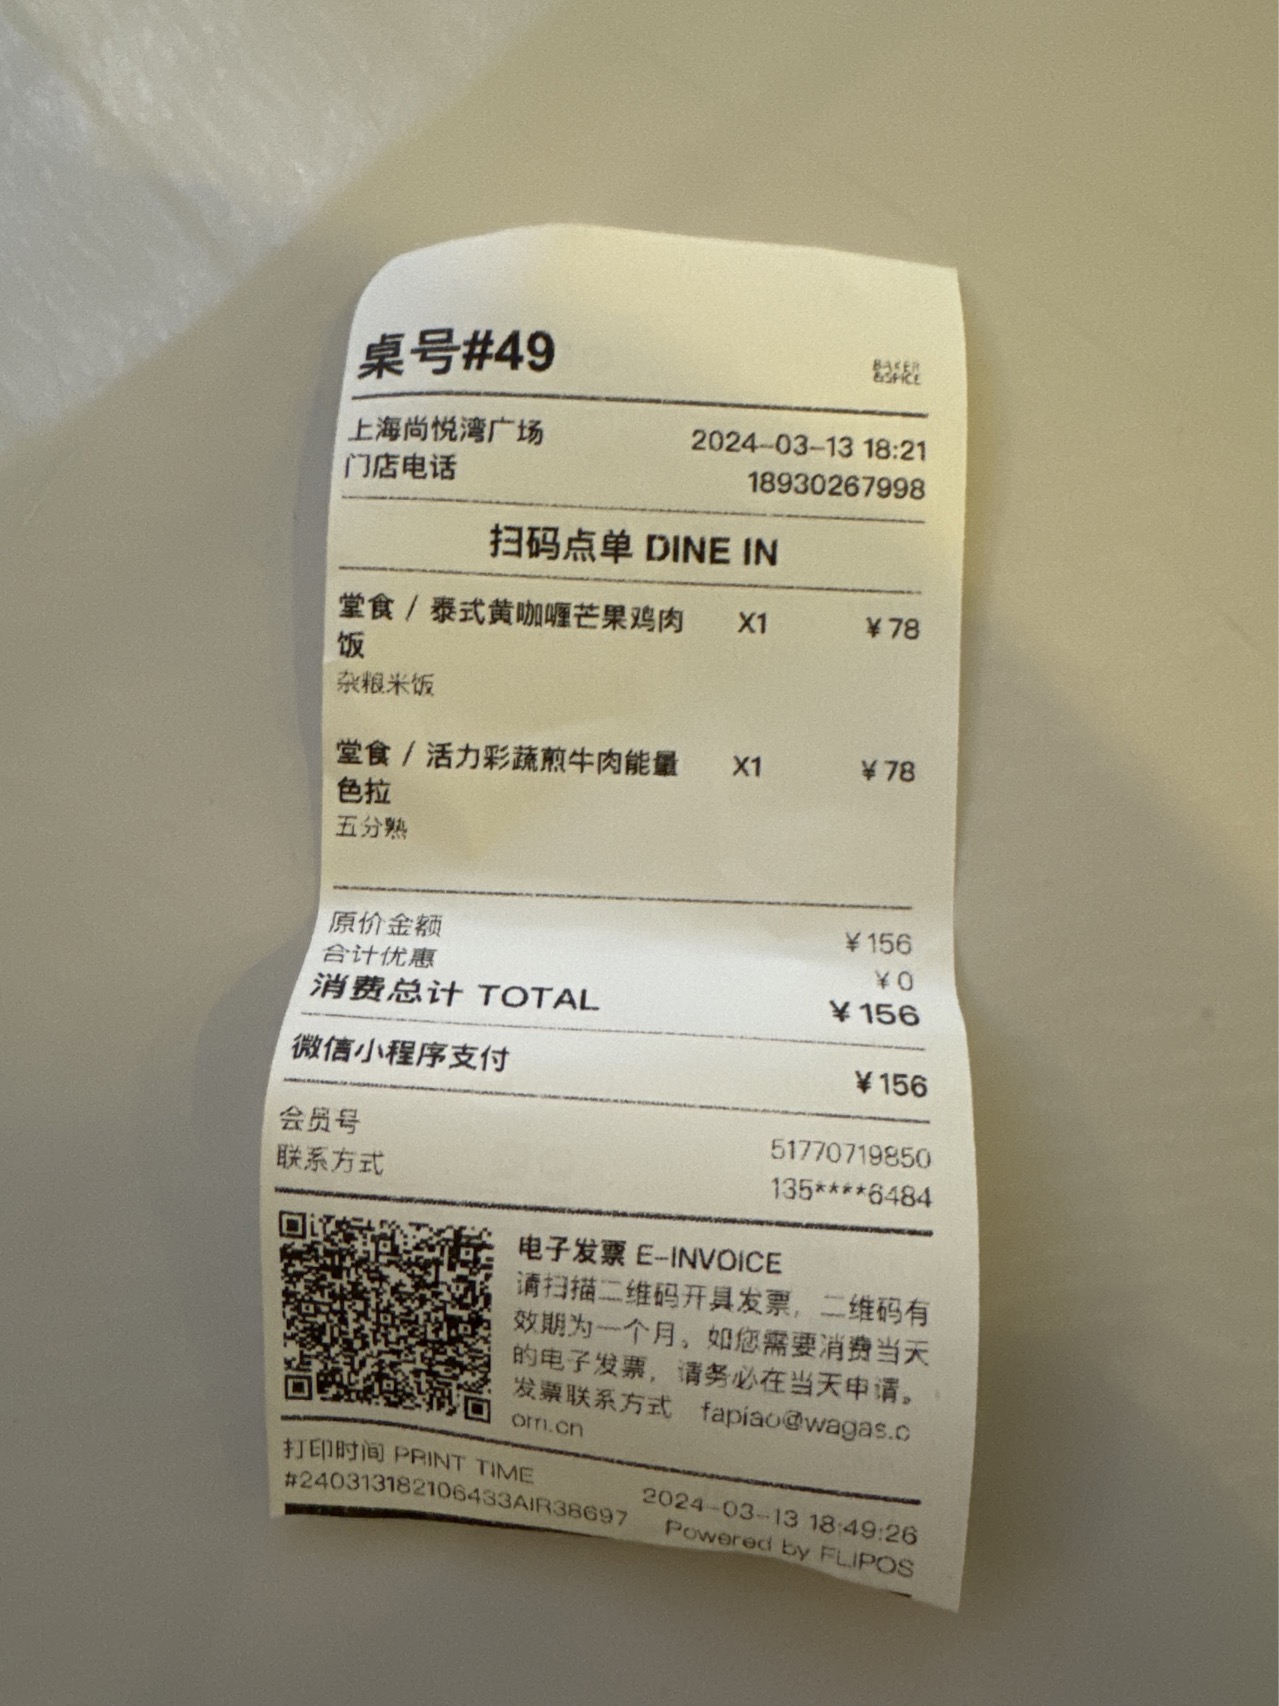 桌号#49
BAKER
&SPICE
上海尚悦湾广场 2024-03-13 18:21
门店电话 18930267998
扫码点单 DINE IN
堂食 / 泰式黄咖喱芒果鸡肉 X1 ¥78
饭
杂粮米饭
堂食 / 活力彩蔬煎牛肉能量 X1 ¥78
色拉
五分熟
原价金额 ¥156
合计优惠 ¥0
消费总计 TOTAL ¥156
微信小程序支付 ¥156
会员号 51770719850
联系方式 135****6484
电子发票 E-INVOICE
请扫描二维码开具发票，二维码有
效期为一个月。如您需要消费当天
的电子发票，请务必在当天申请。
发票联系方式 fapiao@wagas.c
om.cn
打印时间 PRINT TIME 2024-03-13 18:49:26
#240313182106433AIR38697 Powered by FLIPOS